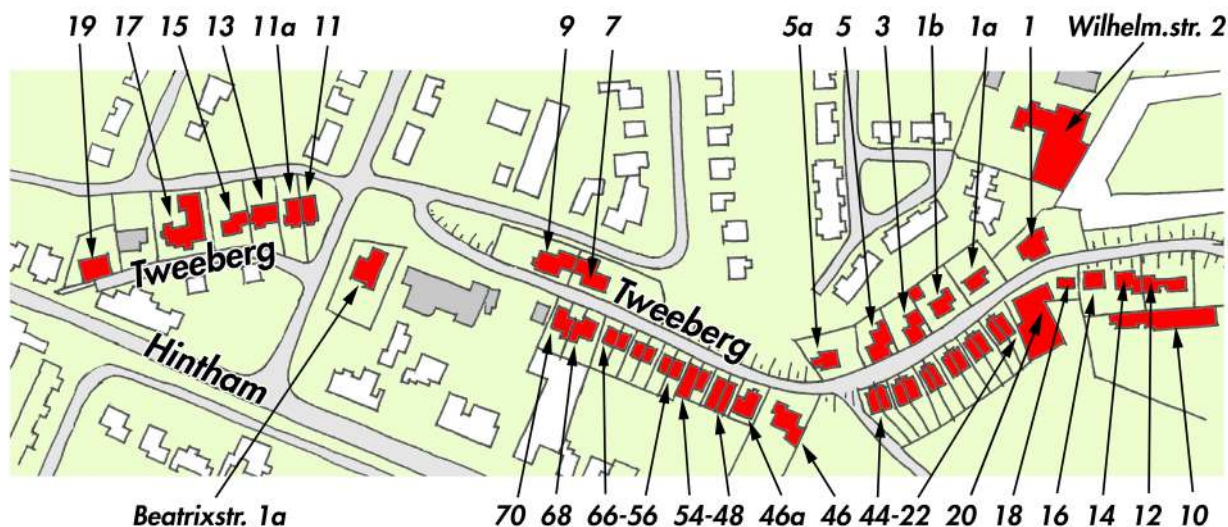 19 17 15 13 11a 11 9 7 5a 5 3 1b 1a 1 Wilhelm.str. 2
Tweeberg
Tweeberg
Hintham
Beatrixstr. 1a 70 68 66-56 54-48 46a 46 44-22 20 18 16 14 12 10